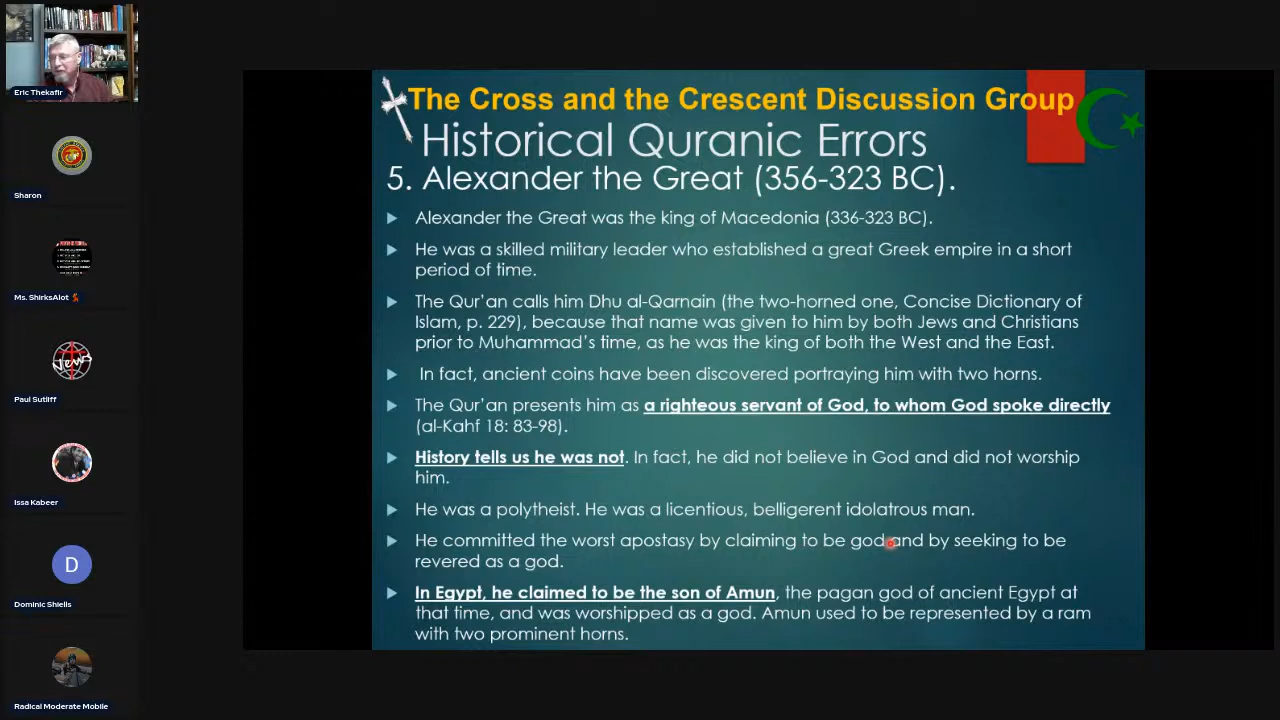 Eric Thekafir
Sharon
Ms. ShirksAlot
Paul Sutliff
Issa Kabeer
D
Dominic Shiells
Radical Moderate Mobile
The Cross and the Crescent Discussion Group
Historical Quranic Errors
5. Alexander the Great (356-323 BC).
Alexander the Great was the king of Macedonia (336-323 BC).
He was a skilled military leader who established a great Greek empire in a short
period of time.
The Qur'an calls him Dhu al-Qarnain (the two-horned one, Concise Dictionary of
Islam, p. 229), because that name was given to him by both Jews and Christians
prior to Muhammad's time, as he was the king of both the West and the East.
In fact, ancient coins have been discovered portraying him with two horns.
The Qur'an presents him as a righteous servant of God, to whom God spoke directly
(al-Kahf 18: 83-98).
History tells us he was not. In fact, he did not believe in God and did not worship
him.
He was a polytheist. He was a licentious, belligerent idolatrous man.
He committed the worst apostasy by claiming to be god and by seeking to be
revered as a god.
In Egypt, he claimed to be the son of Amun, the pagan god of ancient Egypt at
that time, and was worshipped as a god. Amun used to be represented by a ram
with two prominent horns.